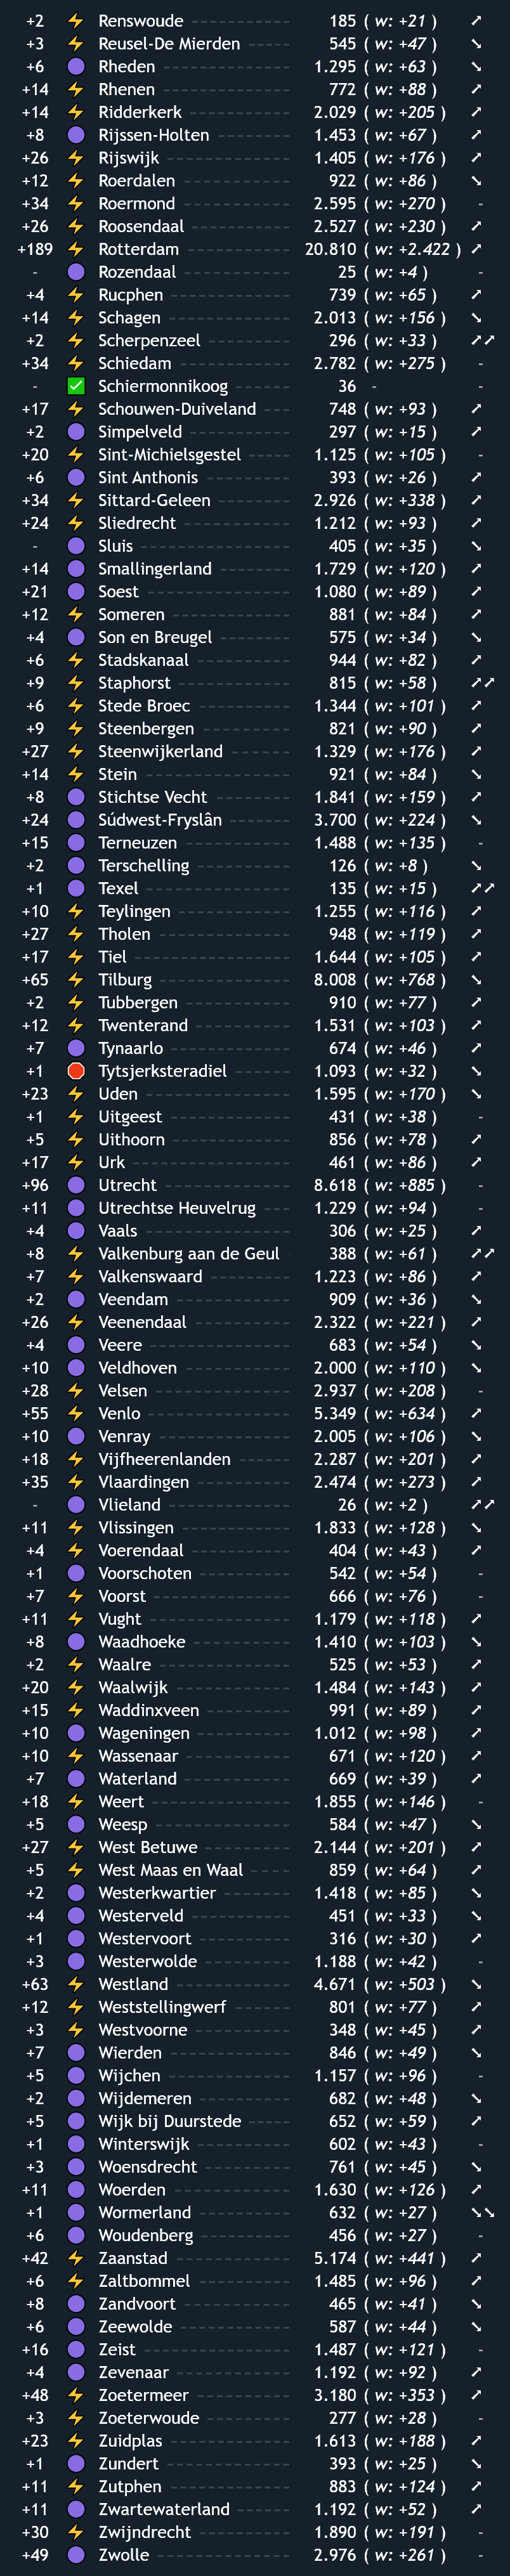 +2 ⚡ Renswoude 185 ( w: +21 ) ➚
+3 ⚡ Reusel-De Mierden 545 ( w: +47 ) ➘
+6 🟣 Rheden 1.295 ( w: +63 ) ➘
+14 ⚡ Rhenen 772 ( w: +88 ) ➚
+14 ⚡ Ridderkerk 2.029 ( w: +205 ) ➚
+8 🟣 Rijssen-Holten 1.453 ( w: +67 ) ➚
+26 ⚡ Rijswijk 1.405 ( w: +176 ) ➚
+12 ⚡ Roerdalen 922 ( w: +86 ) ➘
+34 ⚡ Roermond 2.595 ( w: +270 ) -
+26 ⚡ Roosendaal 2.527 ( w: +230 ) ➚
+189 ⚡ Rotterdam 20.810 ( w: +2.422 ) ➚
- 🟣 Rozendaal 25 ( w: +4 ) -
+4 ⚡ Rucphen 739 ( w: +65 ) ➚
+14 ⚡ Schagen 2.013 ( w: +156 ) ➘
+2 ⚡ Scherpenzeel 296 ( w: +33 ) ➚➚
+34 ⚡ Schiedam 2.782 ( w: +275 ) -
- ✅ Schiermonnikoog 36 - -
+17 ⚡ Schouwen-Duiveland 748 ( w: +93 ) ➚
+2 🟣 Simpelveld 297 ( w: +15 ) ➚
+20 ⚡ Sint-Michielsgestel 1.125 ( w: +105 ) -
+6 🟣 Sint Anthonis 393 ( w: +26 ) ➚
+34 ⚡ Sittard-Geleen 2.926 ( w: +338 ) ➚
+24 ⚡ Sliedrecht 1.212 ( w: +93 ) ➚
- 🟣 Sluis 405 ( w: +35 ) ➘
+14 🟣 Smallingerland 1.729 ( w: +120 ) ➚
+21 🟣 Soest 1.080 ( w: +89 ) ➚
+12 ⚡ Someren 881 ( w: +84 ) ➚
+4 🟣 Son en Breugel 575 ( w: +34 ) ➘
+6 ⚡ Stadskanaal 944 ( w: +82 ) ➚
+9 ⚡ Staphorst 815 ( w: +58 ) ➚➚
+6 ⚡ Stede Broec 1.344 ( w: +101 ) ➚
+9 ⚡ Steenbergen 821 ( w: +90 ) ➚
+27 ⚡ Steenwijkerland 1.329 ( w: +176 ) ➚
+14 ⚡ Stein 921 ( w: +84 ) ➘
+8 🟣 Stichtse Vecht 1.841 ( w: +159 ) ➚
+24 🟣 Súdwest-Fryslân 3.700 ( w: +224 ) ➘
+15 🟣 Terneuzen 1.488 ( w: +135 ) -
+2 🟣 Terschelling 126 ( w: +8 ) ➘
+1 🟣 Texel 135 ( w: +15 ) ➚➚
+10 ⚡ Teylingen 1.255 ( w: +116 ) ➚
+27 ⚡ Tholen 948 ( w: +119 ) ➚
+17 ⚡ Tiel 1.644 ( w: +105 ) ➚
+65 ⚡ Tilburg 8.008 ( w: +768 ) ➘
+2 ⚡ Tubbergen 910 ( w: +77 ) ➚
+12 ⚡ Twenterand 1.531 ( w: +103 ) ➚
+7 🟣 Tynaarlo 674 ( w: +46 ) ➚
+1 🛑 Tytsjerksteradiel 1.093 ( w: +32 ) ➘
+23 ⚡ Uden 1.595 ( w: +170 ) ➘
+1 ⚡ Uitgeest 431 ( w: +38 ) -
+5 ⚡ Uithoorn 856 ( w: +78 ) ➚
+17 ⚡ Urk 461 ( w: +86 ) ➚
+96 🟣 Utrecht 8.618 ( w: +885 ) -
+11 🟣 Utrechtse Heuvelrug 1.229 ( w: +94 ) -
+4 🟣 Vaals 306 ( w: +25 ) ➚
+8 ⚡ Valkenburg aan de Geul 388 ( w: +61 ) ➚➚
+7 ⚡ Valkenswaard 1.223 ( w: +86 ) ➚
+2 🟣 Veendam 909 ( w: +36 ) ➘
+26 ⚡ Veenendaal 2.322 ( w: +221 ) ➚
+4 🟣 Veere 683 ( w: +54 ) ➘
+10 🟣 Veldhoven 2.000 ( w: +110 ) ➘
+28 ⚡ Velsen 2.937 ( w: +208 ) -
+55 ⚡ Venlo 5.349 ( w: +634 ) ➚
+10 🟣 Venray 2.005 ( w: +106 ) ➘
+18 ⚡ Vijfheerenlanden 2.287 ( w: +201 ) ➚
+35 ⚡ Vlaardingen 2.474 ( w: +273 ) ➚
- 🟣 Vlieland 26 ( w: +2 ) ➚➚
+11 ⚡ Vlissingen 1.833 ( w: +128 ) ➘
+4 ⚡ Voerendaal 404 ( w: +43 ) ➚
+1 🟣 Voorschoten 542 ( w: +54 ) -
+7 ⚡ Voorst 666 ( w: +76 ) -
+11 ⚡ Vught 1.179 ( w: +118 ) ➚
+8 🟣 Waadhoeke 1.410 ( w: +103 ) ➘
+2 ⚡ Waalre 525 ( w: +53 ) ➚
+20 ⚡ Waalwijk 1.484 ( w: +143 ) ➚
+15 ⚡ Waddinxveen 991 ( w: +89 ) ➚
+10 🟣 Wageningen 1.012 ( w: +98 ) ➚
+10 ⚡ Wassenaar 671 ( w: +120 ) ➚
+7 🟣 Waterland 669 ( w: +39 ) ➚
+18 ⚡ Weert 1.855 ( w: +146 ) -
+5 🟣 Weesp 584 ( w: +47 ) ➘
+27 ⚡ West Betuwe 2.144 ( w: +201 ) ➚
+5 ⚡ West Maas en Waal 859 ( w: +64 ) ➚
+2 🟣 Westerkwartier 1.418 ( w: +85 ) ➘
+4 🟣 Westerveld 451 ( w: +33 ) ➘
+1 🟣 Westervoort 316 ( w: +30 ) ➚
+3 🟣 Westerwolde 1.188 ( w: +42 ) -
+63 ⚡ Westland 4.671 ( w: +503 ) ➘
+12 ⚡ Weststellingwerf 801 ( w: +77 ) ➚
+3 ⚡ Westvoorne 348 ( w: +45 ) ➚
+7 🟣 Wierden 846 ( w: +49 ) ➘
+5 🟣 Wijchen 1.157 ( w: +96 ) -
+2 🟣 Wijdemeren 682 ( w: +48 ) ➘
+5 🟣 Wijk bij Duurstede 652 ( w: +59 ) ➚
+1 🟣 Winterswijk 602 ( w: +43 ) -
+3 🟣 Woensdrecht 761 ( w: +45 ) ➘
+11 🟣 Woerden 1.630 ( w: +126 ) ➚
+1 🟣 Wormerland 632 ( w: +27 ) ➘➘
+6 🟣 Woudenberg 456 ( w: +27 ) -
+42 ⚡ Zaanstad 5.174 ( w: +441 ) ➚
+6 ⚡ Zaltbommel 1.485 ( w: +96 ) ➚
+8 🟣 Zandvoort 465 ( w: +41 ) ➘
+6 🟣 Zeewolde 587 ( w: +44 ) ➘
+16 🟣 Zeist 1.487 ( w: +121 ) -
+4 🟣 Zevenaar 1.192 ( w: +92 ) ➚
+48 ⚡ Zoetermeer 3.180 ( w: +353 ) ➚
+3 ⚡ Zoeterwoude 277 ( w: +28 ) -
+23 ⚡ Zuidplas 1.613 ( w: +188 ) ➚
+1 🟣 Zundert 393 ( w: +25 ) ➘
+11 ⚡ Zutphen 883 ( w: +124 ) ➚
+11 🟣 Zwartewaterland 1.192 ( w: +52 ) ➚
+30 ⚡ Zwijndrecht 1.890 ( w: +191 ) -
+49 🟣 Zwolle 2.976 ( w: +261 ) -